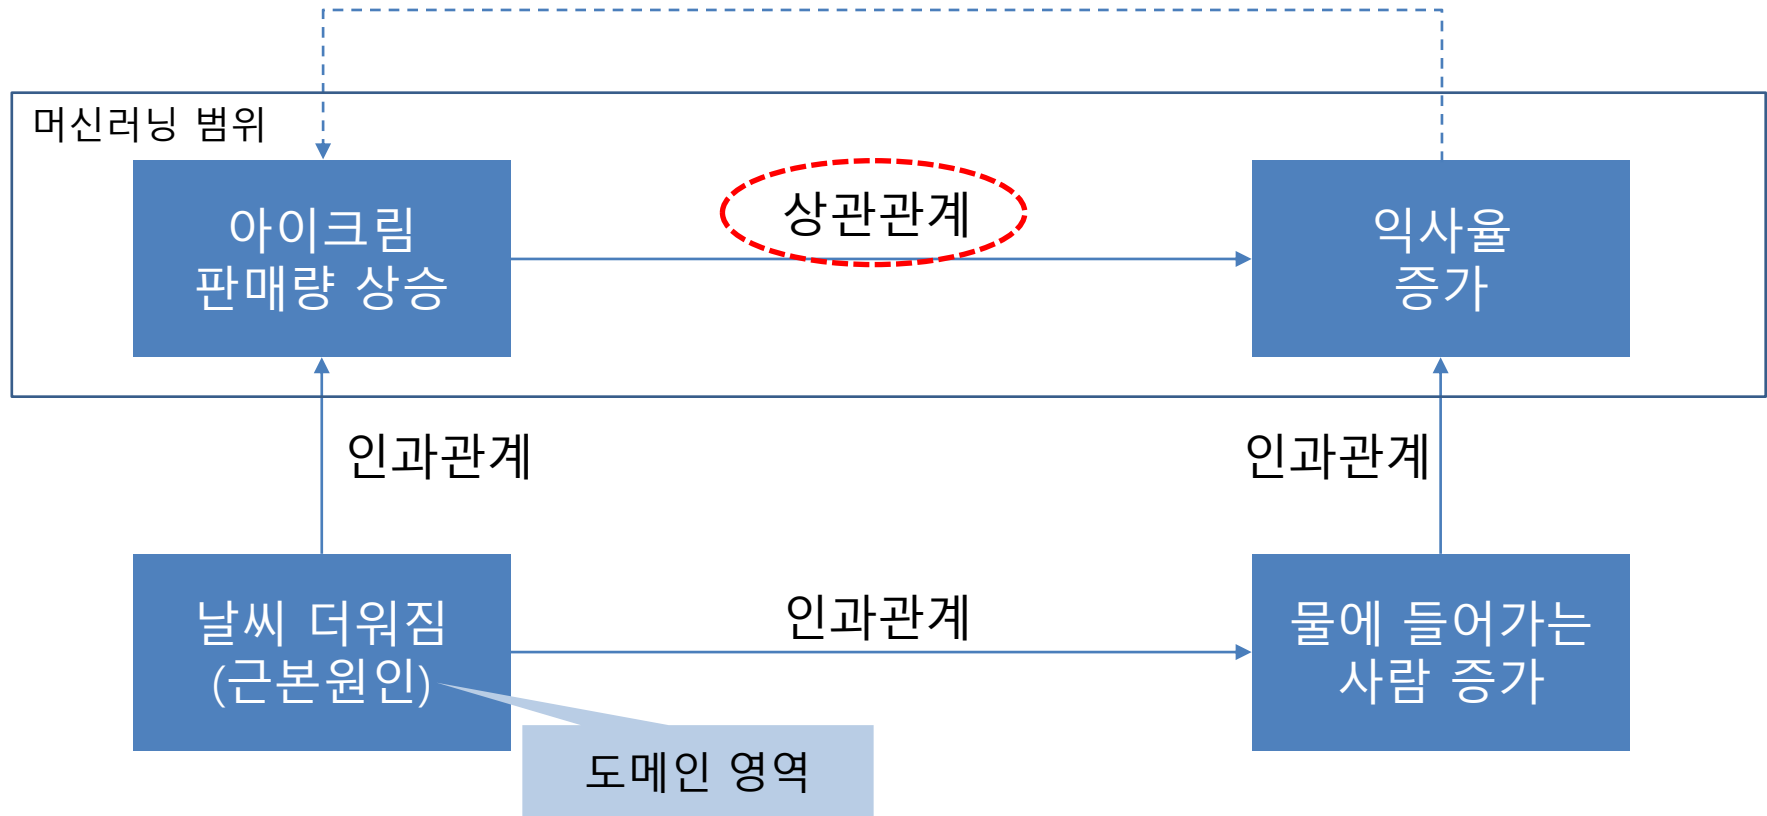 머신러닝 범위
아이크림
판매량 상승
상관관계
익사율
증가
인과관계
인과관계
날씨 더워짐
(근본원인)
인과관계
물에 들어가는
사람 증가
도메인 영역